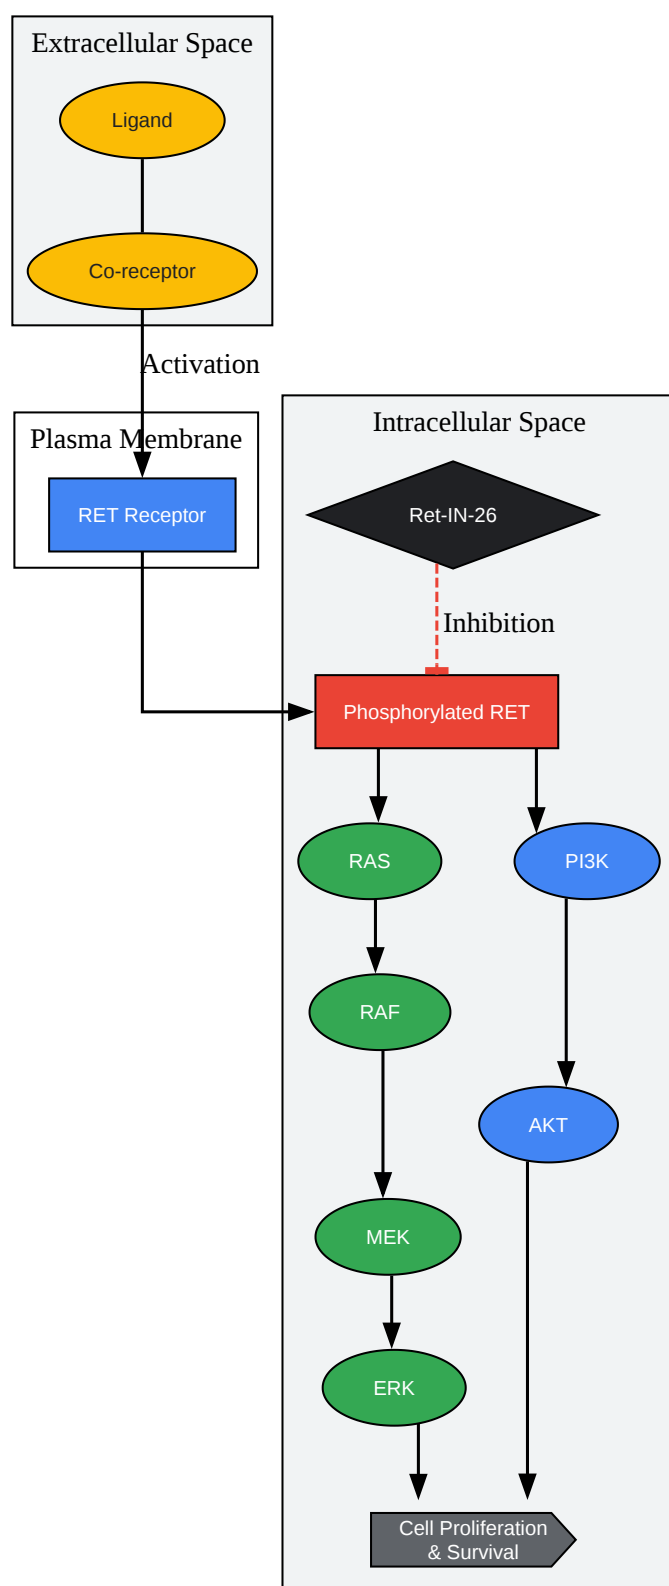 Extracellular Space
Ligand
Co-receptor
Activation
Plasma Membrane
RET Receptor
Intracellular Space
Ret-IN-26
Inhibition
Phosphorylated RET
RAS
PI3K
RAF
AKT
MEK
ERK
Cell Proliferation
& Survival